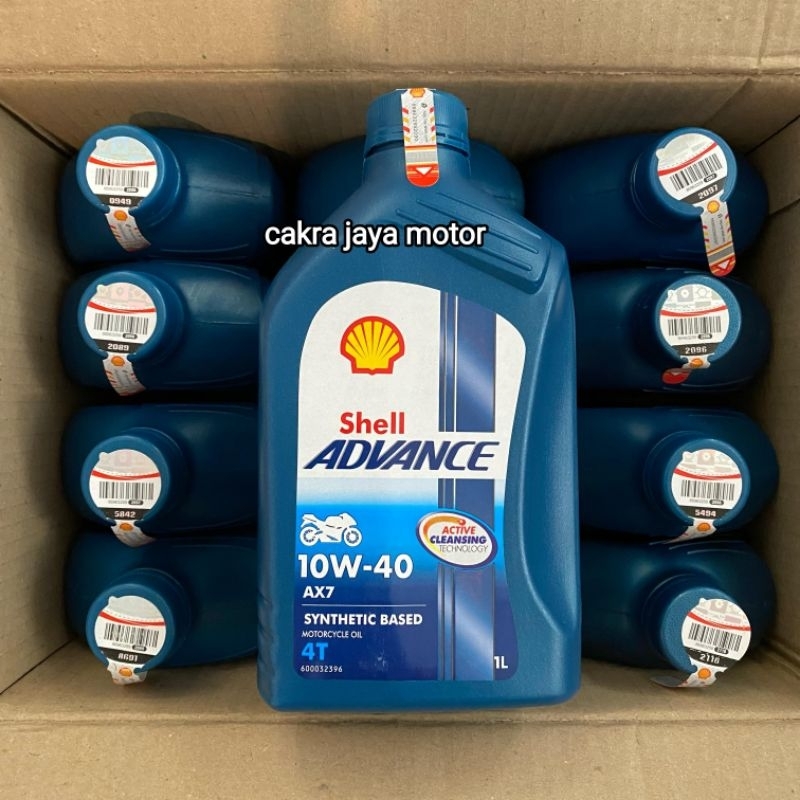 0949
2097
cakra jaya motor
2089
2096
Shell
ADVANCE
ACTIVE
CLEANSING
TECHNOLOGY
10W-40
AX7
SYNTHETIC BASED
MOTORCYCLE OIL
4T
600032396
1L
5842
5494
8691
2116